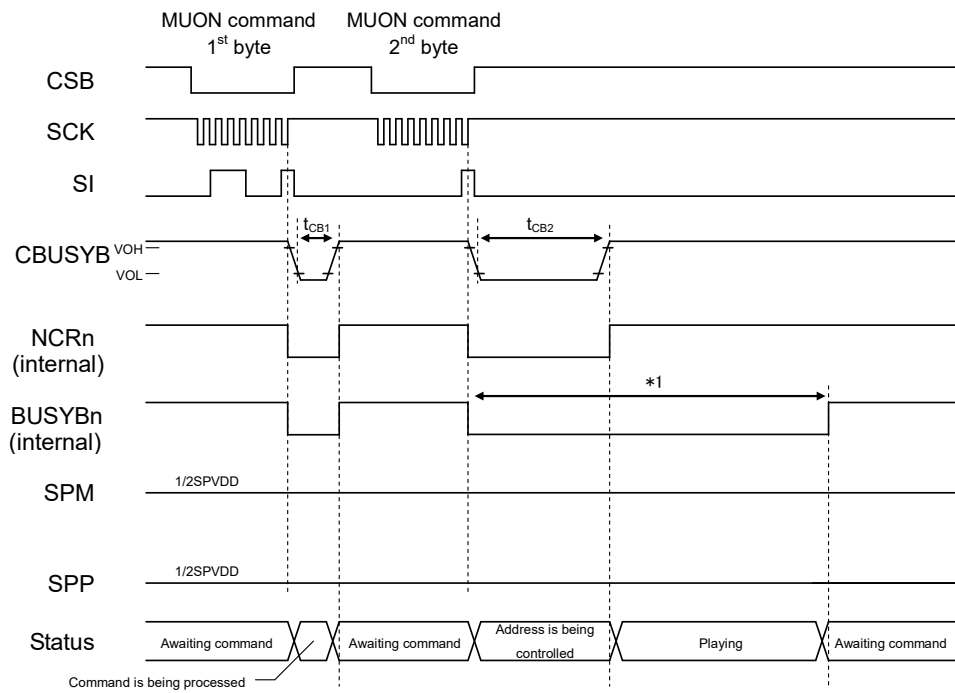 MUON command
1st byte
MUON command
2nd byte
CSB
SCK
SI
tCB1
tCB2
CBUSYB
VOH
VOL
NCRn
(internal)
*1
BUSYBn
(internal)
1/2SPVDD
SPM
1/2SPVDD
SPP
Status
Awaiting command
Awaiting command
Address is being
controlled
Playing
Awaiting command
Command is being processed